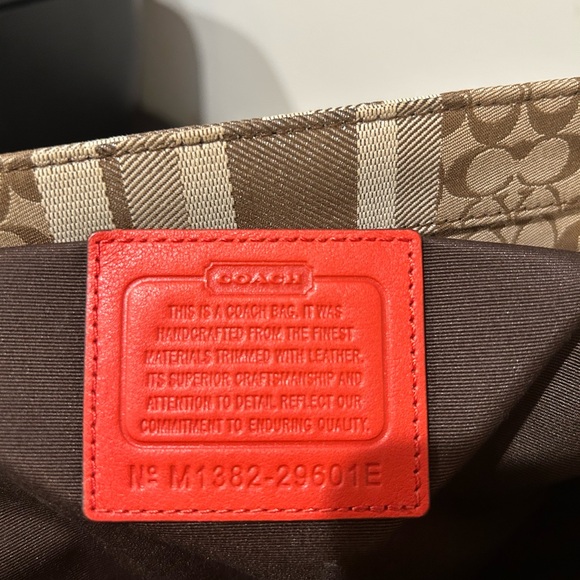 COACH
THIS IS A COACH BAG. IT WAS
HANDCRAFTED FROM THE FINEST
MATERIALS TRIMMED WITH LEATHER.
ITS SUPERIOR CRAFTSMANSHIP AND
ATTENTION TO DETAIL REFLECT OUR
COMMITMENT TO ENDURING QUALITY.
Nº M1382-29601E